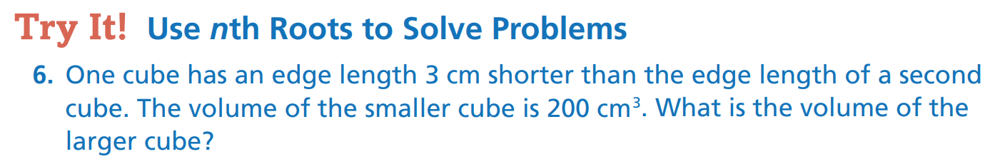 Try It! Use nth Roots to Solve Problems
6. One cube has an edge length 3 cm shorter than the edge length of a second
cube. The volume of the smaller cube is 200 cm³. What is the volume of the
larger cube?